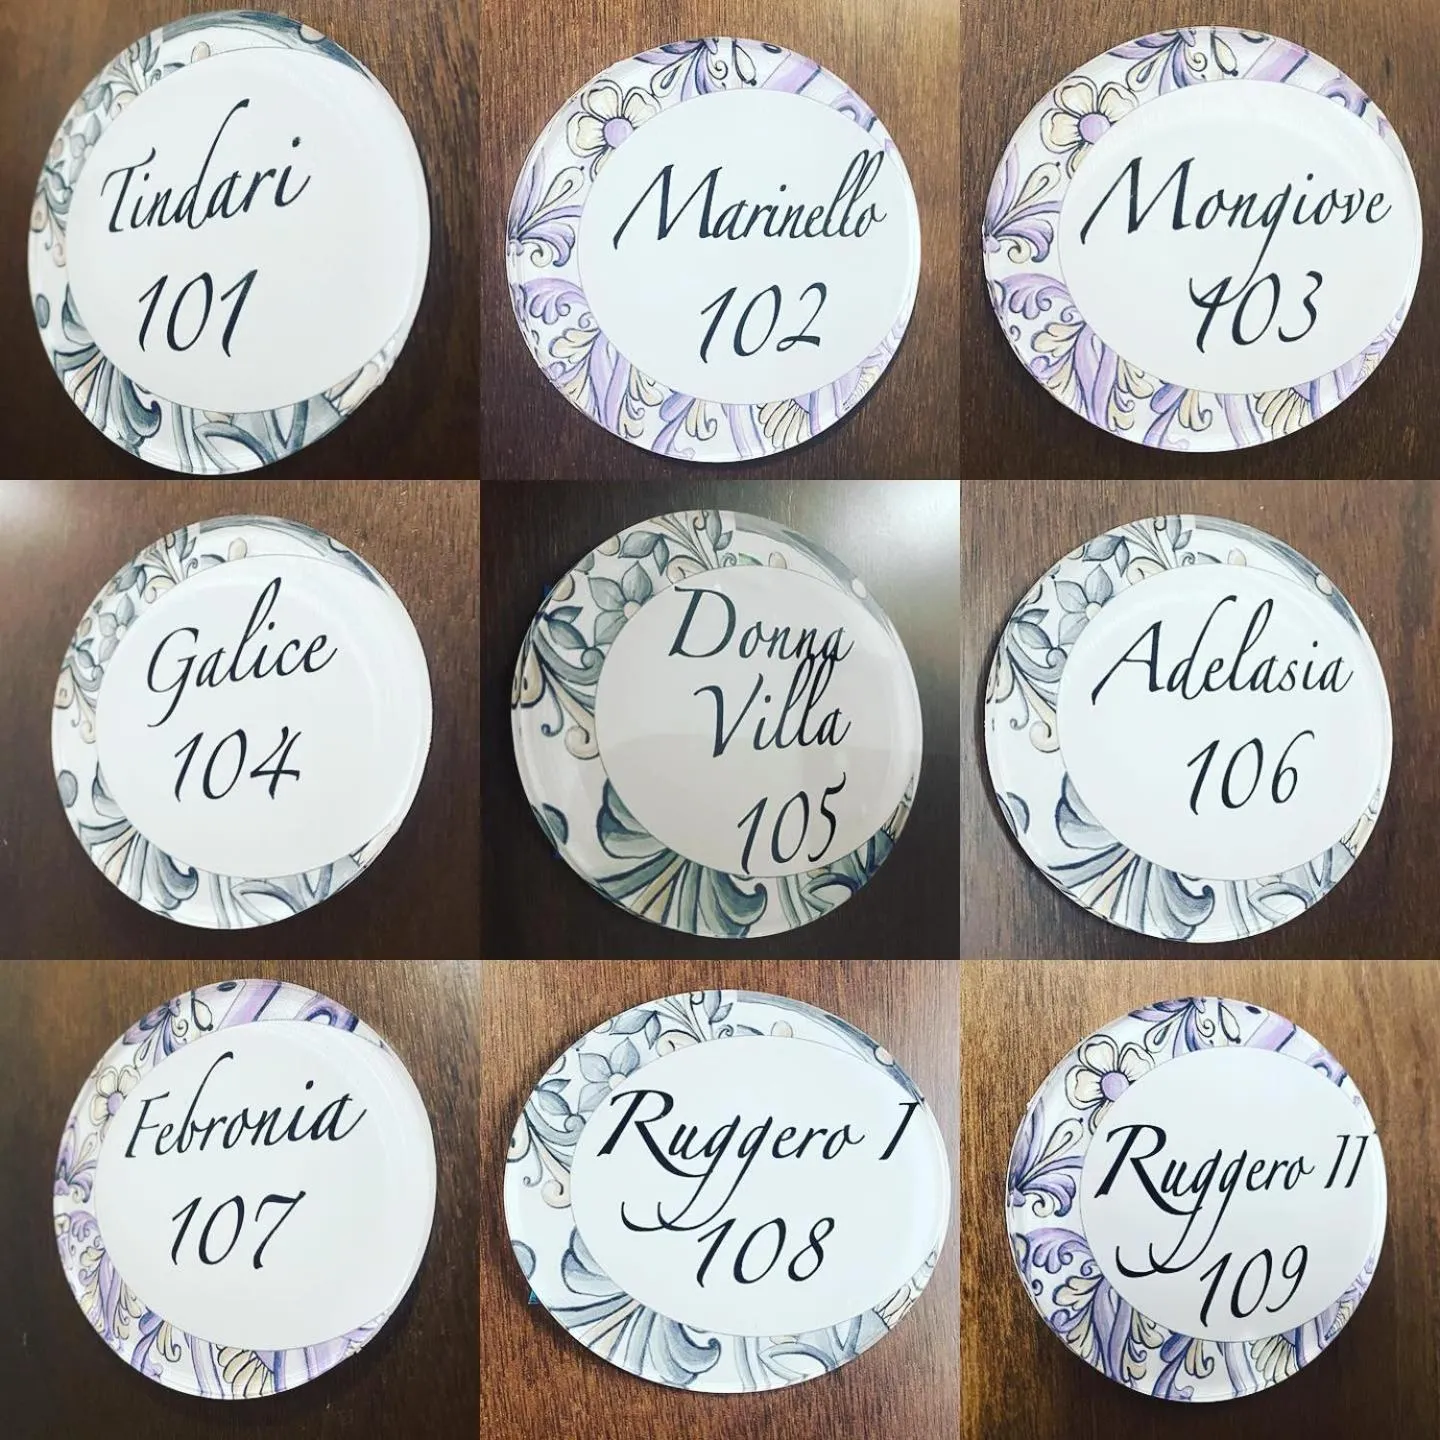 Tindari
101
Marinello
102
Mongiove
103
Galice
104
Donna
Villa
105
Adelasia
106
Febronia
107
Ruggero I
108
Ruggero II
109